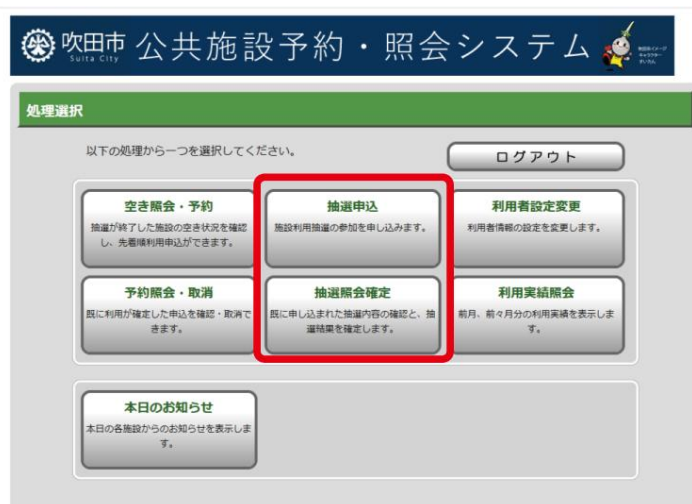 吹田市 公共施設予約・照会システム
Suita City
処理選択
以下の処理から一つを選択してください。
ログアウト
空き照会・予約
抽選が終了した施設の空き状況を確認
し、先着順利用申込ができます。
抽選申込
施設利用抽選の参加を申し込みます。
利用者設定変更
利用者情報の設定を変更します。
予約照会・取消
既に利用が確定した申込を確認・取消で
きます。
抽選照会確定
既に申し込まれた抽選内容の確認と、抽
選結果を確定します。
利用実績照会
前月、前々月分の利用実績を表示しま
す。
本日のお知らせ
本日の各施設からのお知らせを表示しま
す。